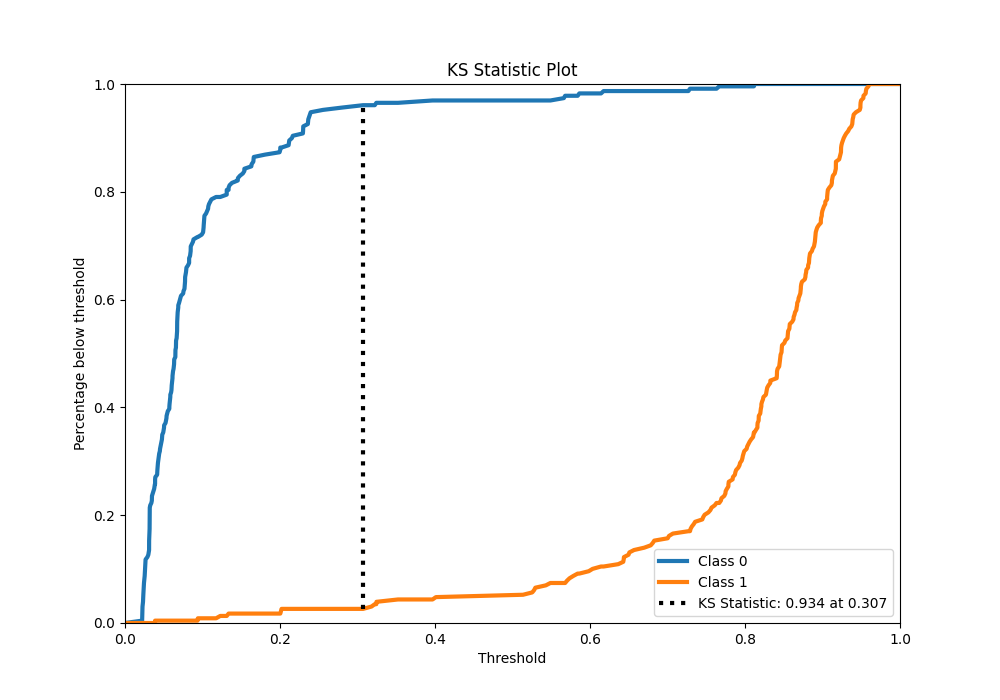 KS Statistic Plot
1.0
0.8
0.6
0.4
0.2
0.0
Percentage below threshold
0.0 0.2 0.4 0.6 0.8 1.0
Threshold
Class 0
Class 1
KS Statistic: 0.934 at 0.307